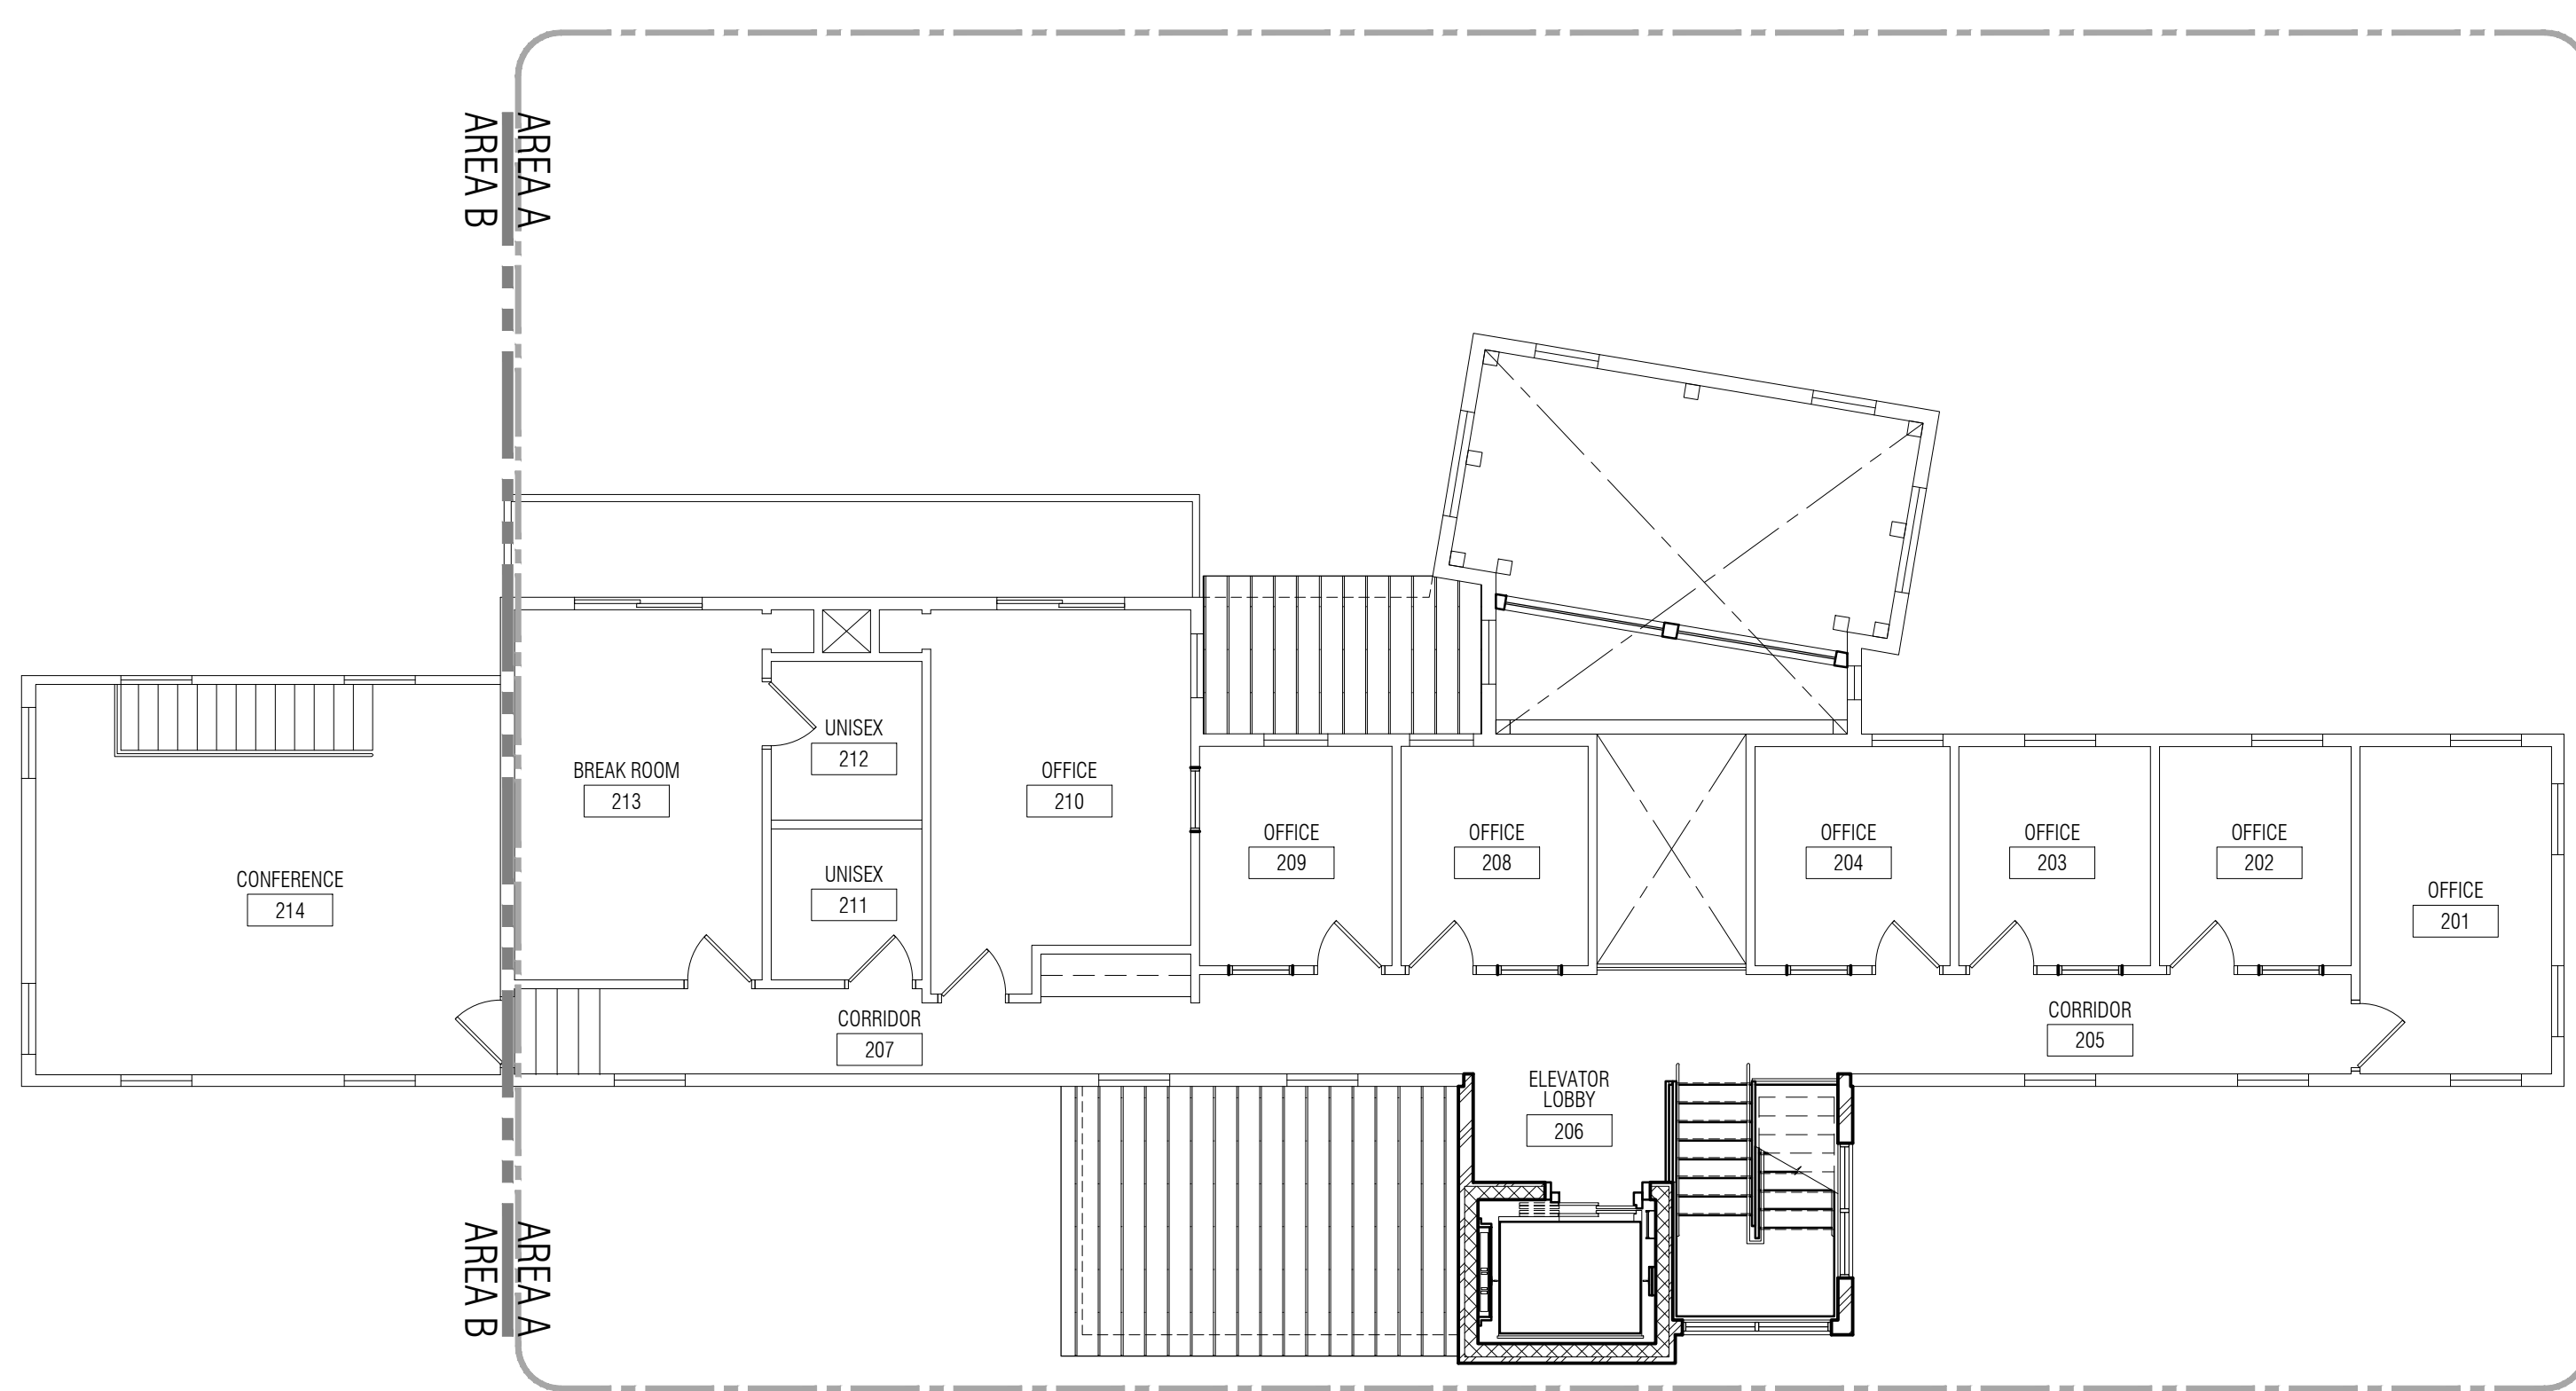 AREA A
AREA B
UNISEX
212
BREAK ROOM
213
OFFICE
210
OFFICE
209
OFFICE
208
OFFICE
204
OFFICE
203
OFFICE
202
UNISEX
211
CONFERENCE
214
OFFICE
201
CORRIDOR
207
CORRIDOR
205
ELEVATOR
LOBBY
206
AREA A
AREA B